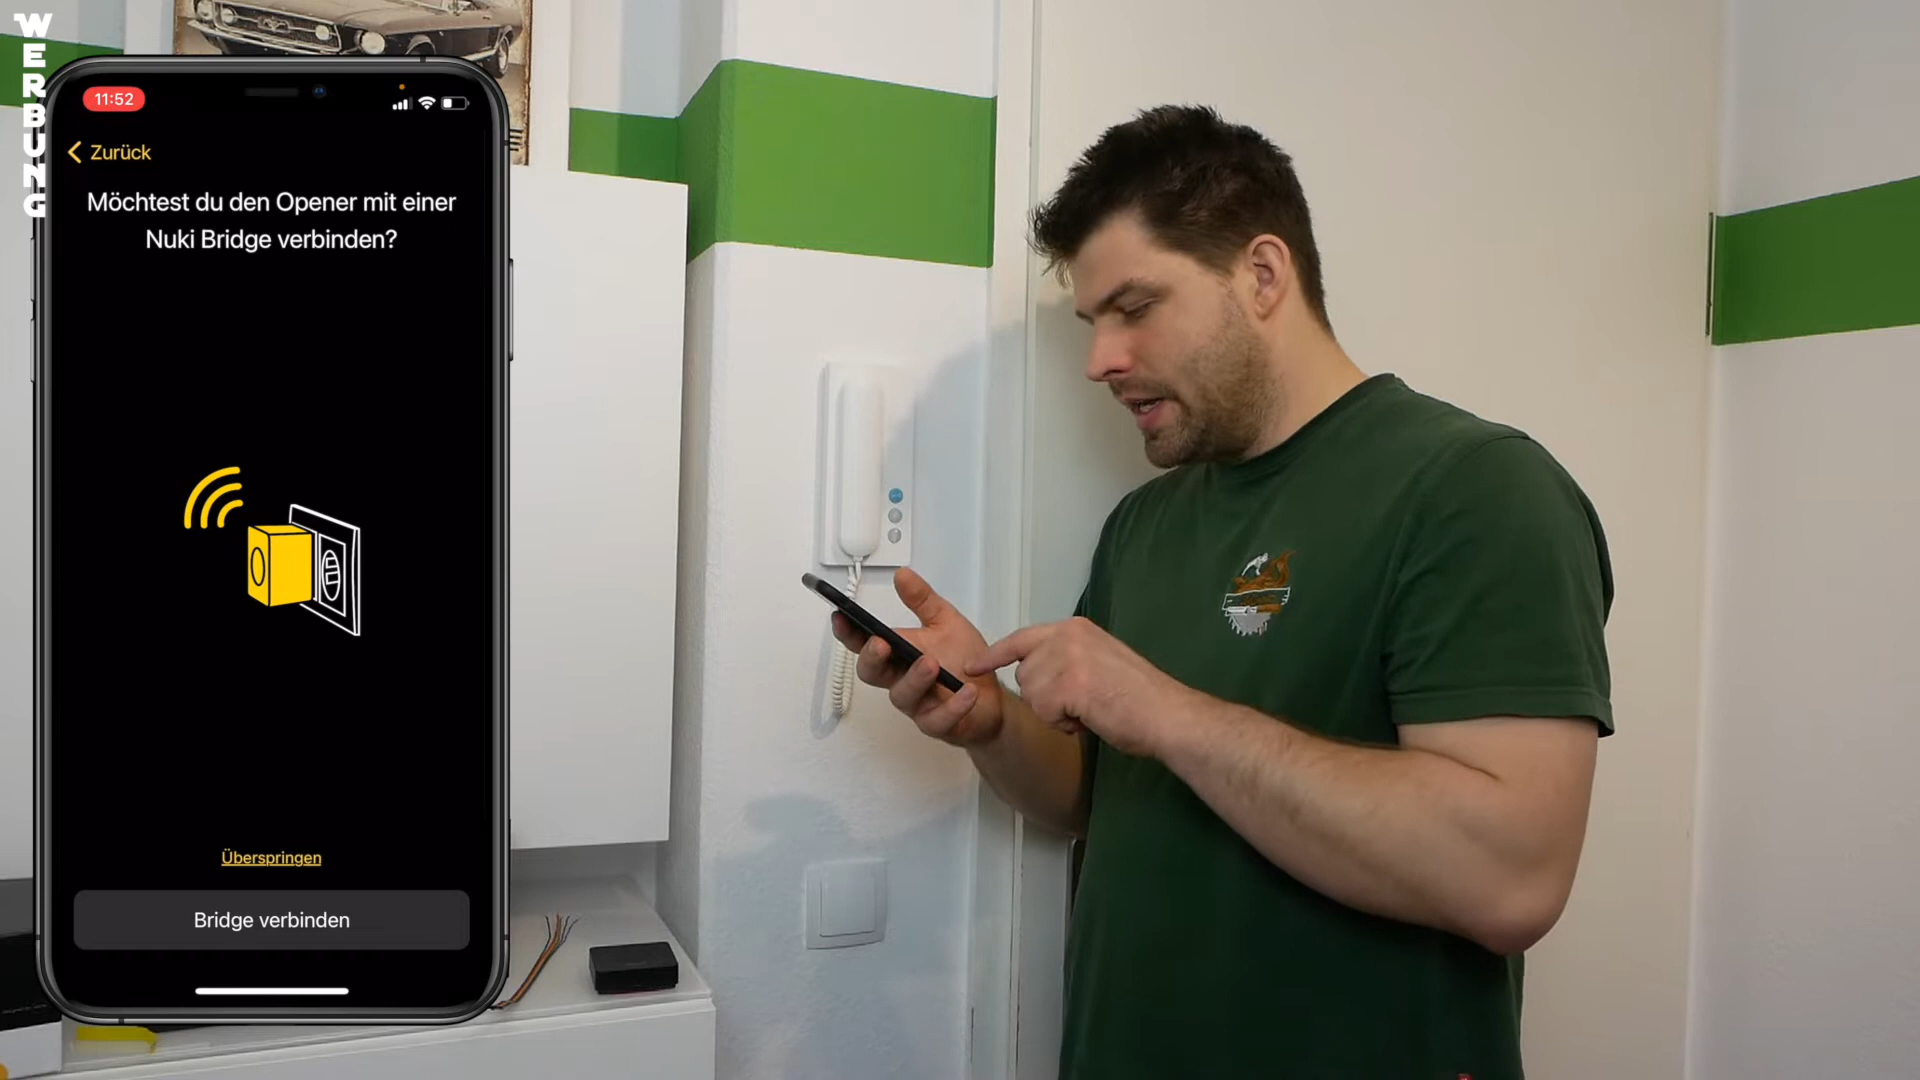 WERBUNG
11:52
Zurück
Möchtest du den Opener mit einer
Nuki Bridge verbinden?
Überspringen
Bridge verbinden